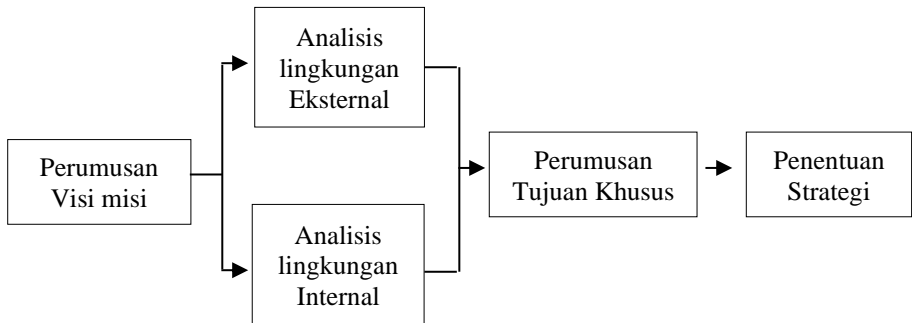 Perumusan
Visi misi
Analisis
lingkungan
Eksternal
Analisis
lingkungan
Internal
Perumusan
Tujuan Khusus
Penentuan
Strategi